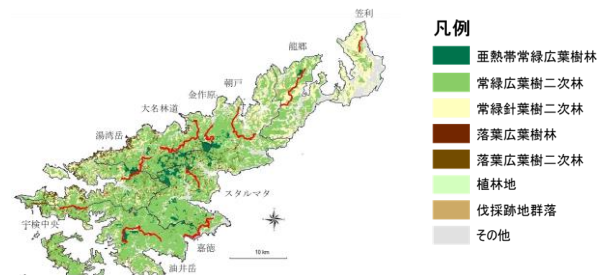 笠利
龍郷
朝戸
金作原
大名林道
湯湾岳
スタルマタ
宇検中央
嘉徳
油井岳
10 km
凡例
亜熱帯常緑広葉樹林
常緑広葉樹二次林
常緑針葉樹二次林
落葉広葉樹林
落葉広葉樹二次林
植林地
伐採跡地群落
その他